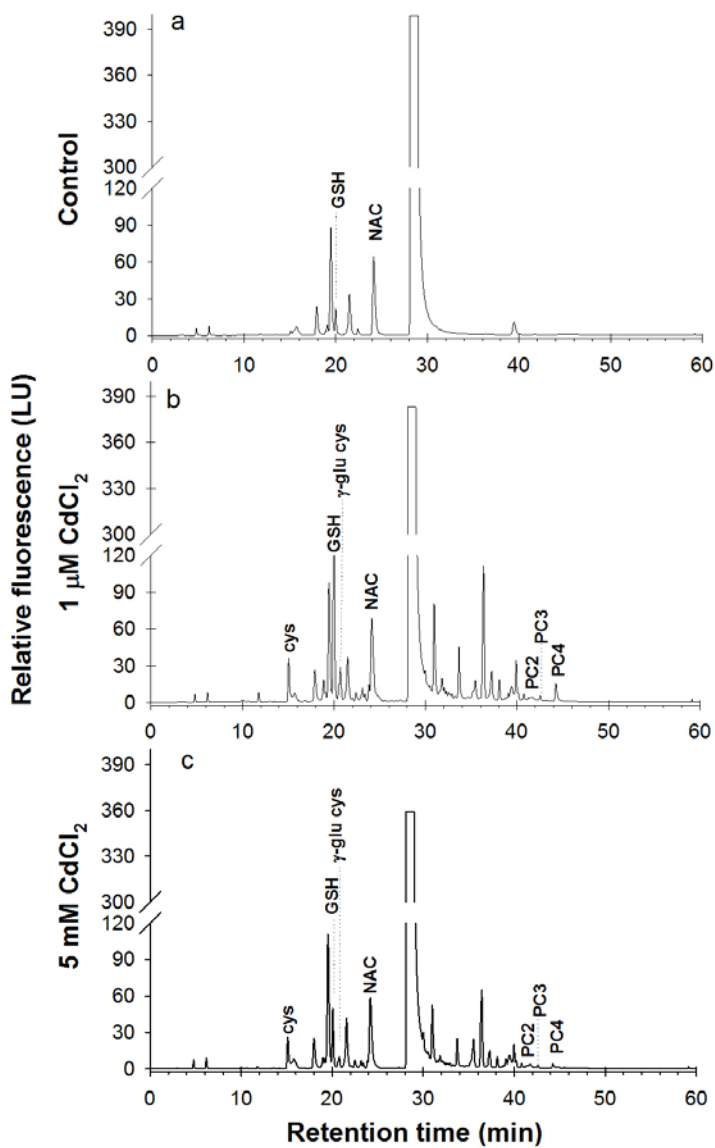 a
390
360
330
300
120
90
60
30
0
GSH
NAC
Control
0 10 20 30 40 50 60
b
390
360
330
300
120
90
60
30
0
cys
GSH
γ-glu cys
NAC
PC2
PC3
PC4
1 μM CdCl₂
Relative fluorescence (LU)
0 10 20 30 40 50 60
c
390
360
330
300
120
90
60
30
0
cys
GSH
γ-glu cys
NAC
PC2
PC3
PC4
5 mM CdCl₂
0 10 20 30 40 50 60
Retention time (min)